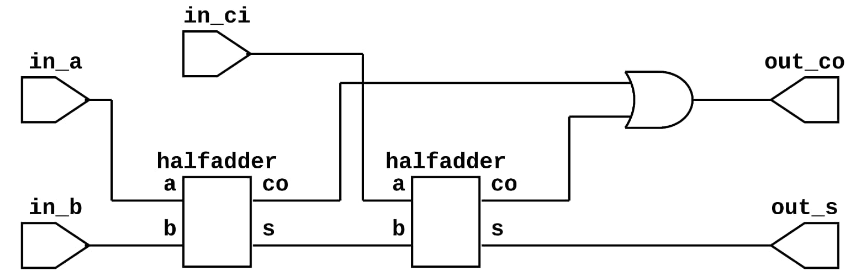 in_ci
in_a
out_co
halfadder
halfadder
a
co
a
co
in_b
b
s
b
s
out_s